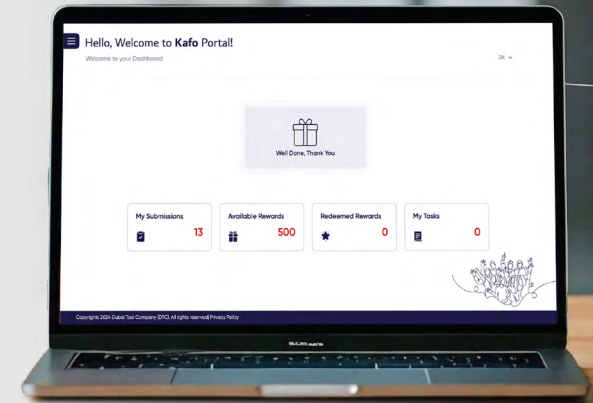 Hello, Welcome to Kafo Portal!
Welcome to your Dashboard
EN
Well Done, Thank You
My Submissions
13
Available Rewards
500
Redeemed Rewards
0
My Tasks
0
Copyrights 2024 Dubai Taxi Company (DTC). All rights reserved| Privacy Policy